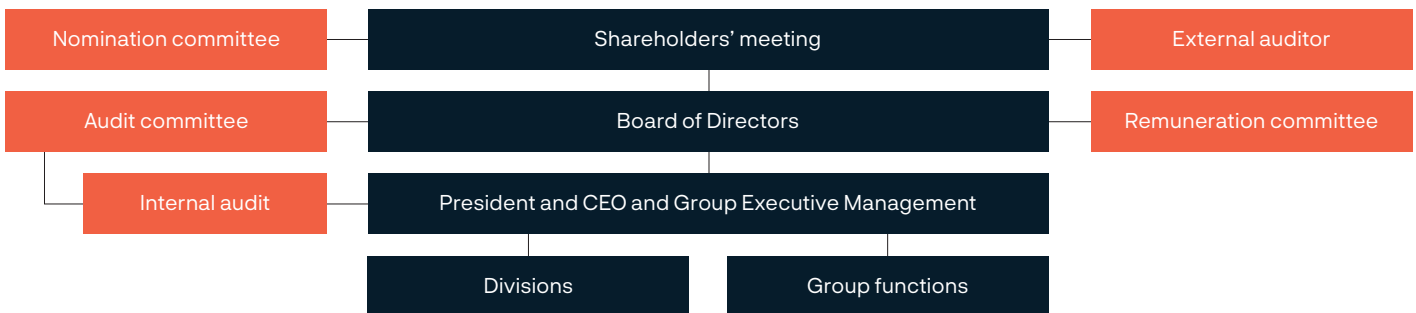 Nomination committee
Shareholders’ meeting
External auditor
Audit committee
Board of Directors
Remuneration committee
Internal audit
President and CEO and Group Executive Management
Divisions
Group functions